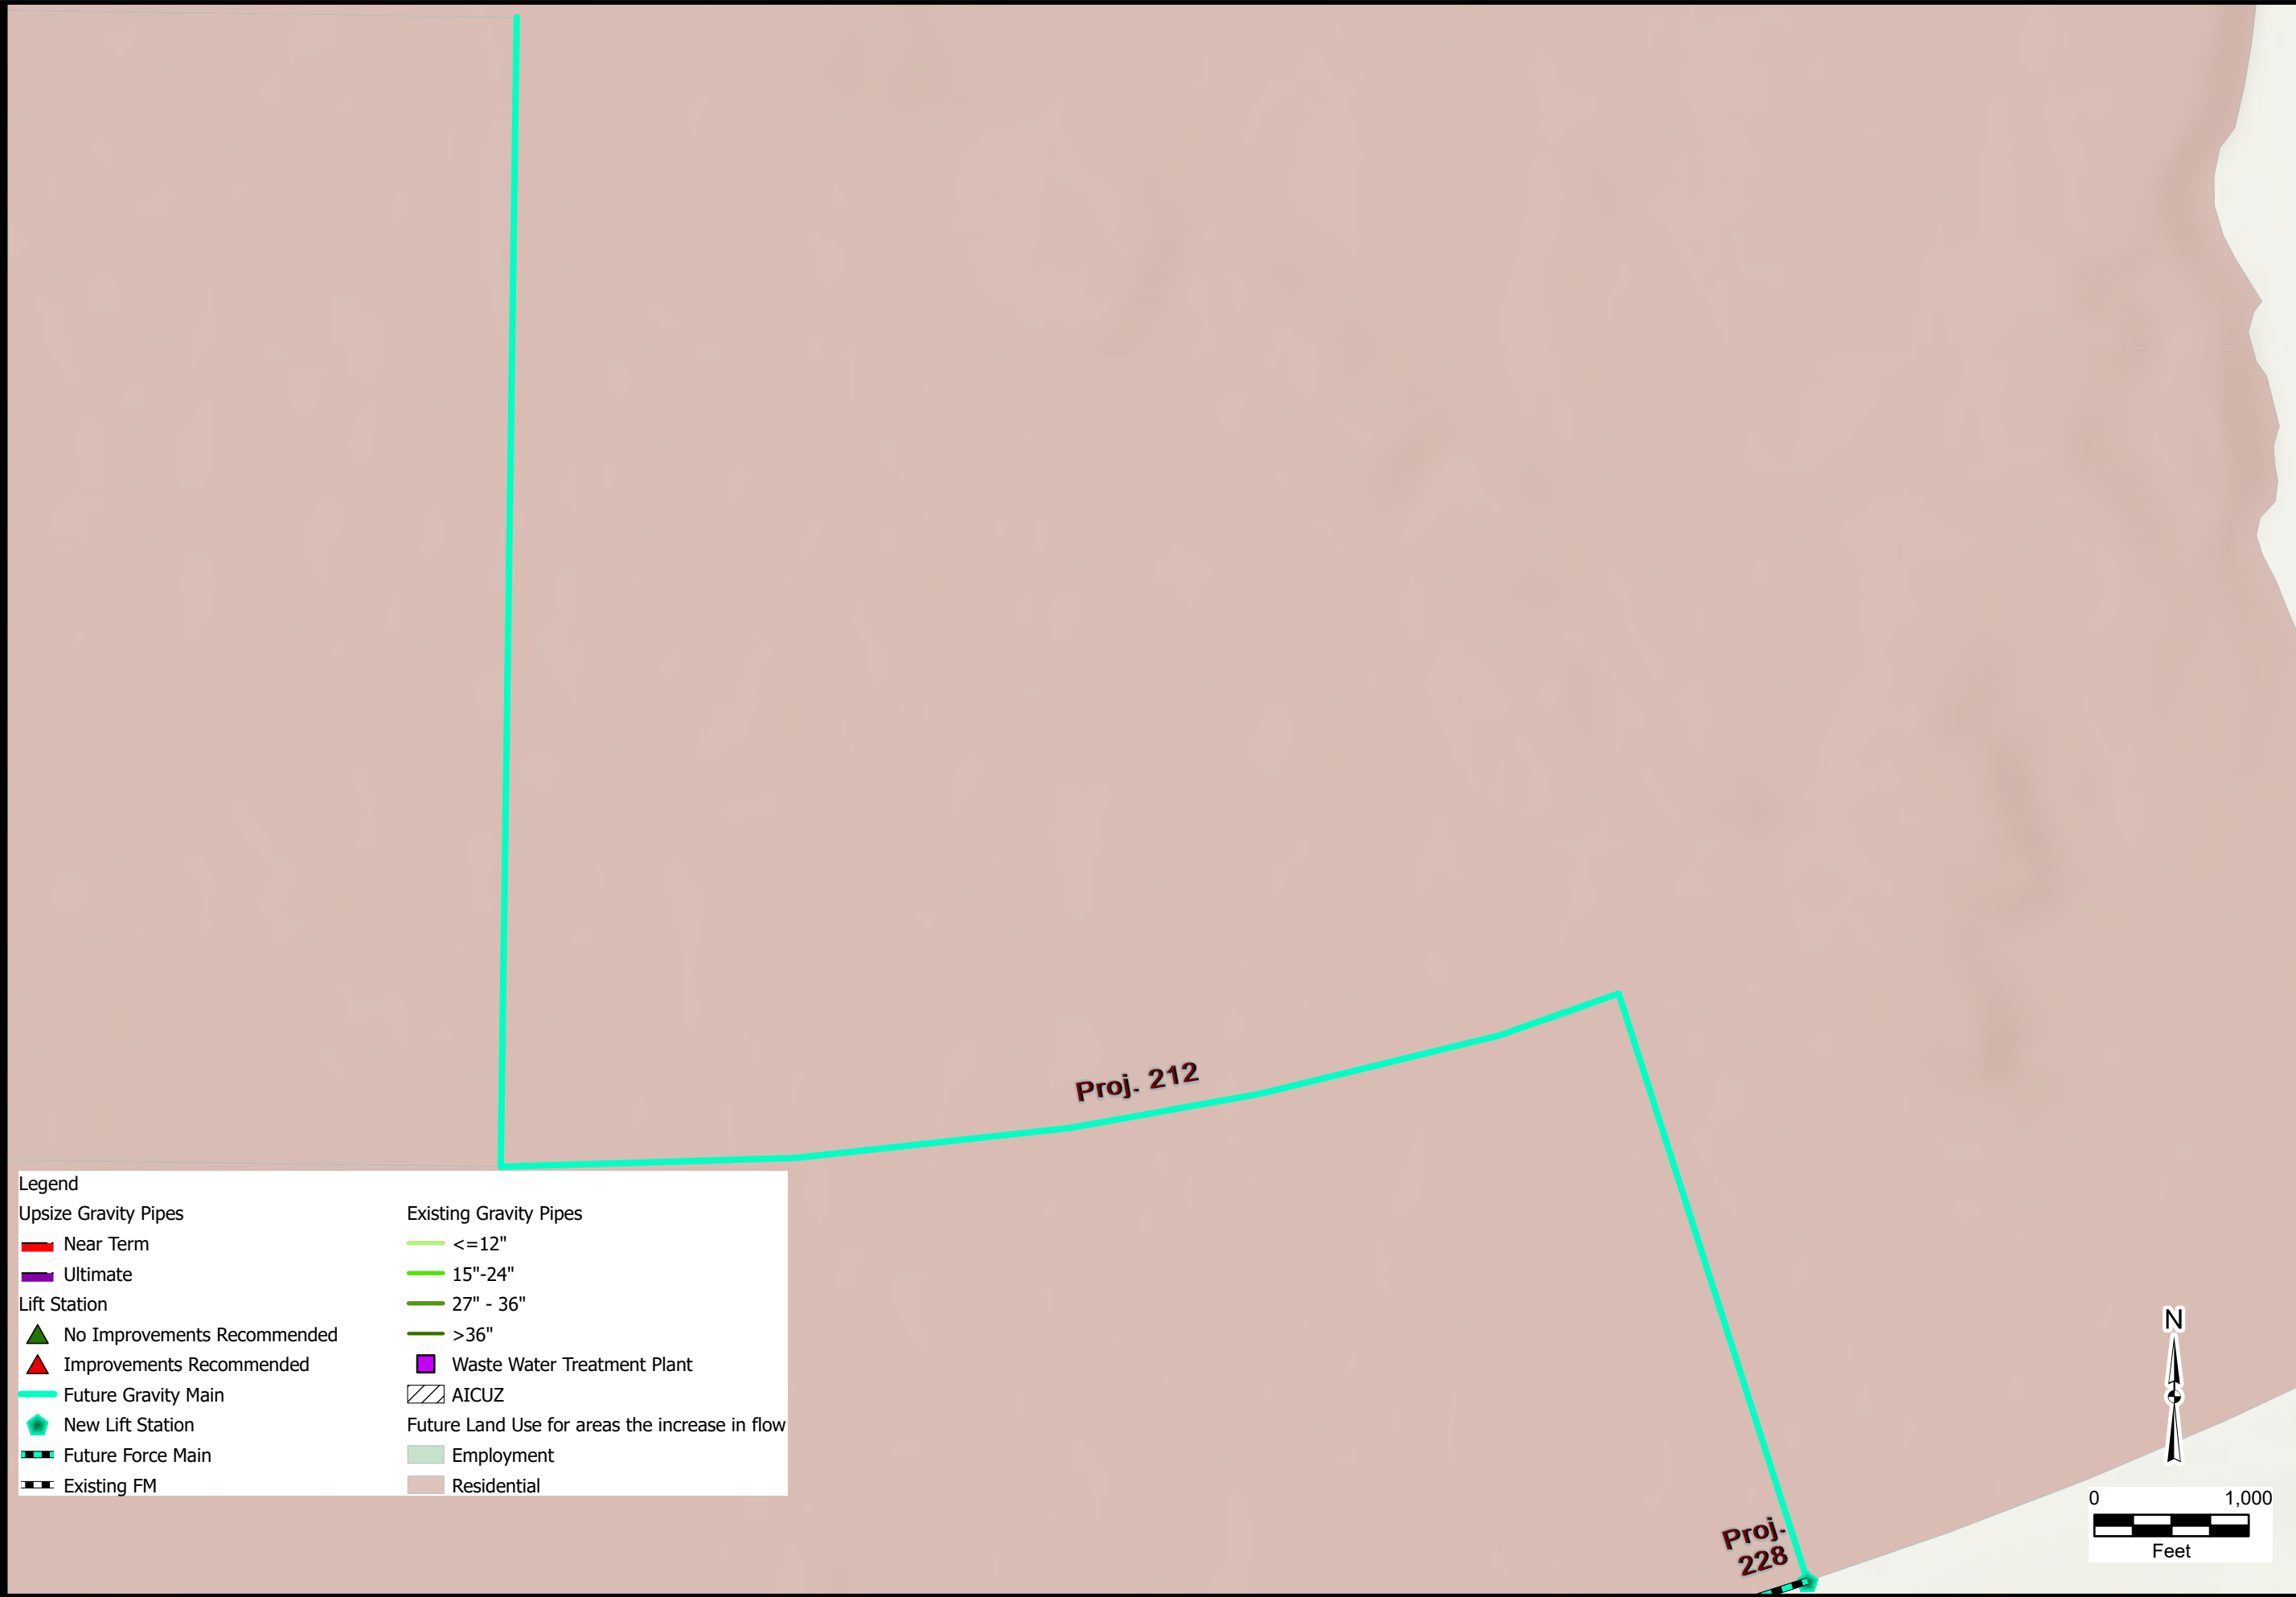 Proj. 212
Legend
Upsize Gravity Pipes
Near Term
Ultimate
Lift Station
No Improvements Recommended
Improvements Recommended
Future Gravity Main
New Lift Station
Future Force Main
Existing FM
Existing Gravity Pipes
<=12"
15"-24"
27" - 36"
>36"
Waste Water Treatment Plant
AICUZ
Future Land Use for areas the increase in flow
Employment
Residential
N
0 1,000
Feet
Proj.
228